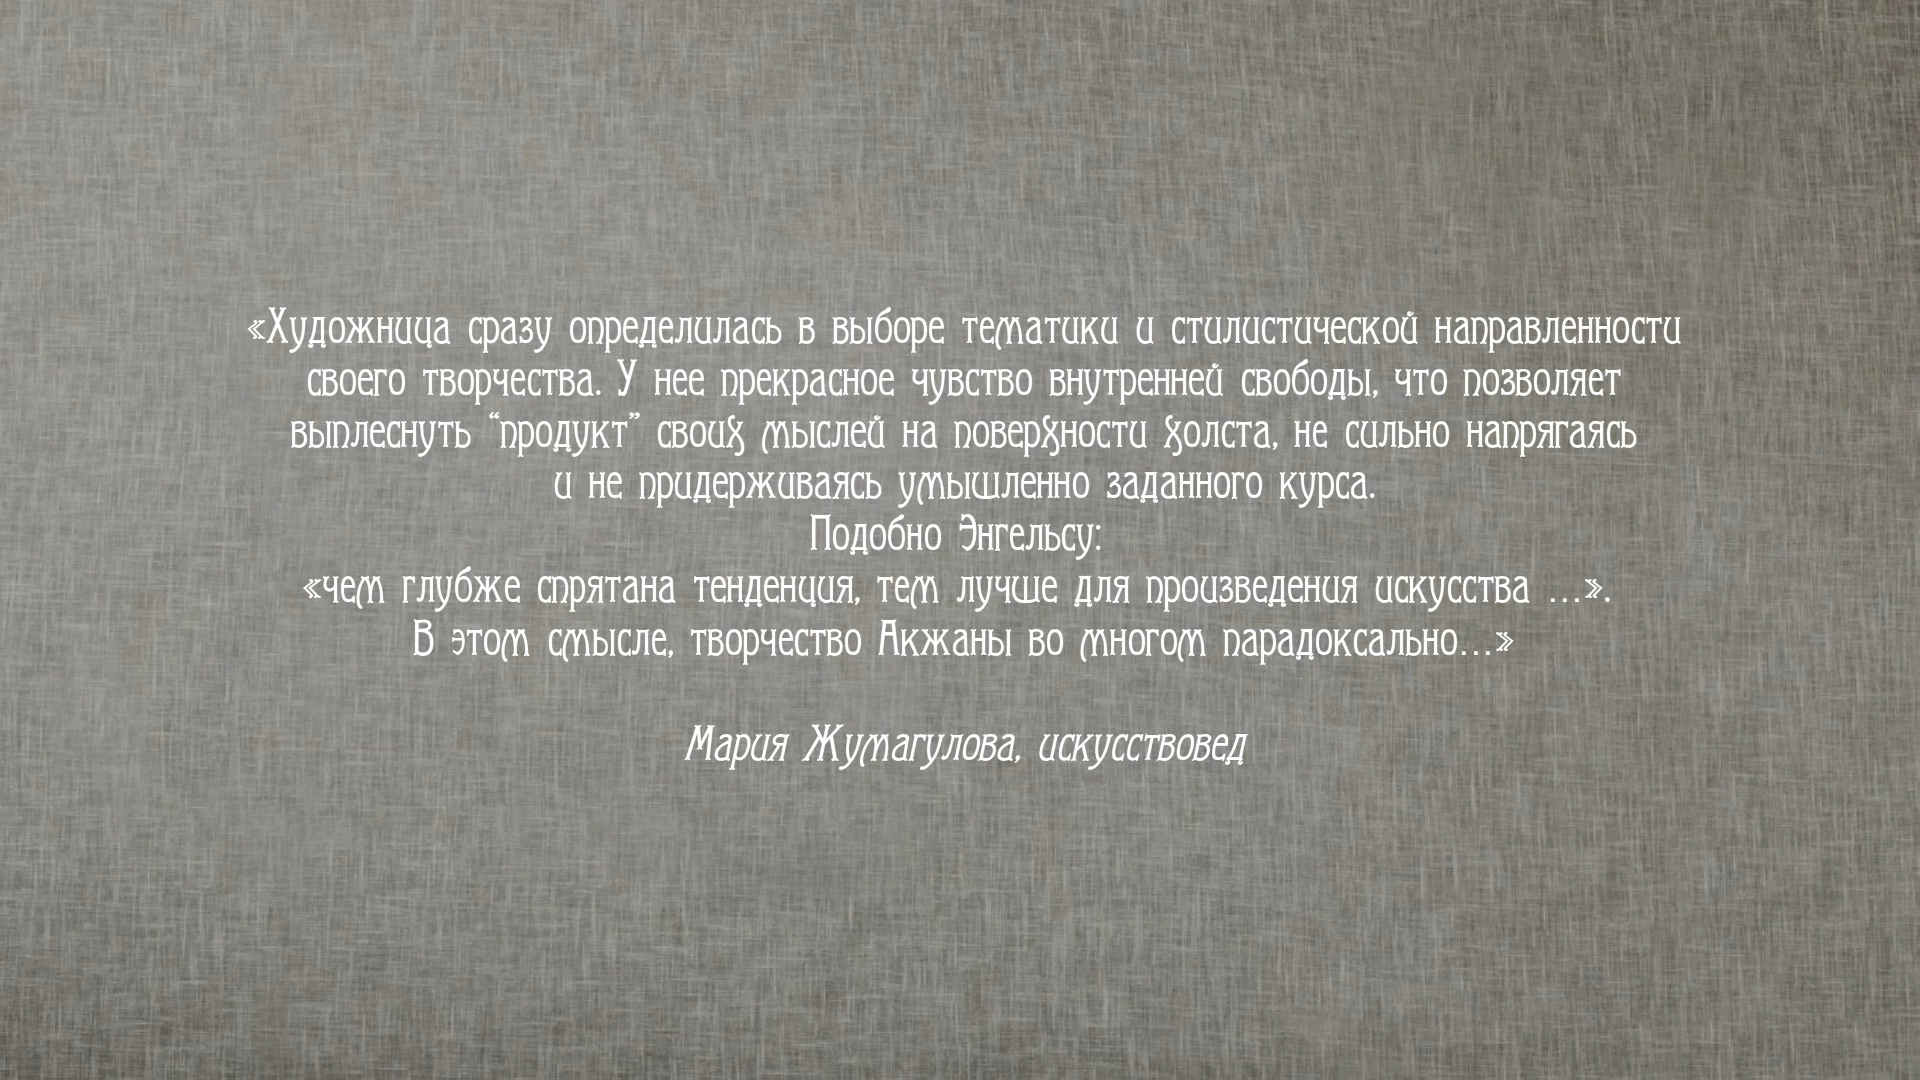 «Художница сразу определилась в выборе тематики и стилистической направленности
своего творчества. У нее прекрасное чувство внутренней свободы, что позволяет
выплеснуть “продукт” своих мыслей на поверхности холста, не сильно напрягаясь
и не придерживаясь умышленно заданного курса.
Подобно Энгельсу:
«чем глубже спрятана тенденция, тем лучше для произведения искусства ...».
В этом смысле, творчество Акжаны во многом парадоксально...»
Мария Жумагулова, искусствовед